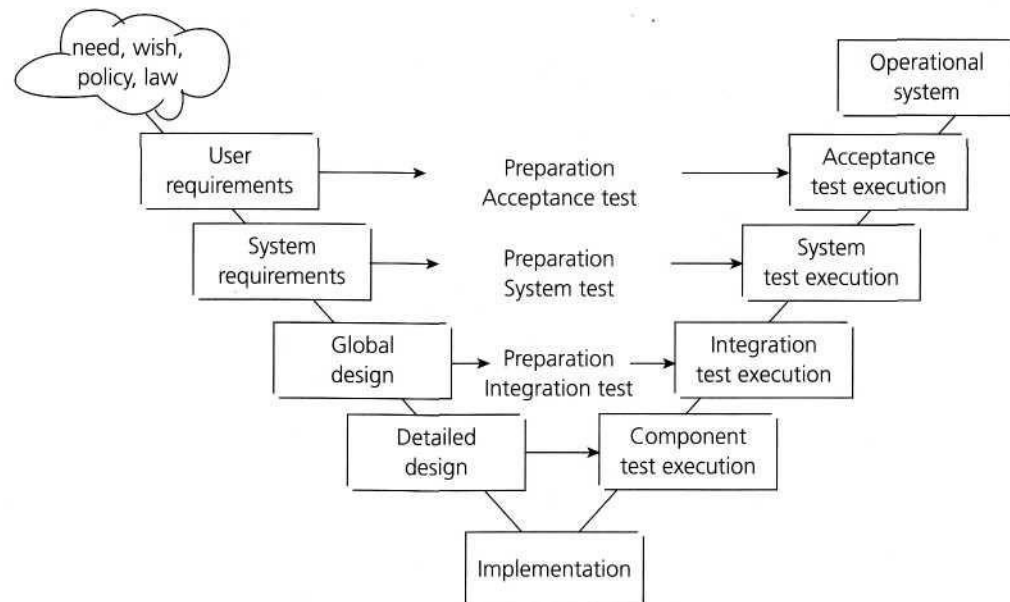 need, wish,
policy, law
Operational
system
User
requirements
Preparation
Acceptance test
Acceptance
test execution
System
requirements
Preparation
System test
System
test execution
Global
design
Preparation
Integration test
Integration
test execution
Detailed
design
Component
test execution
Implementation